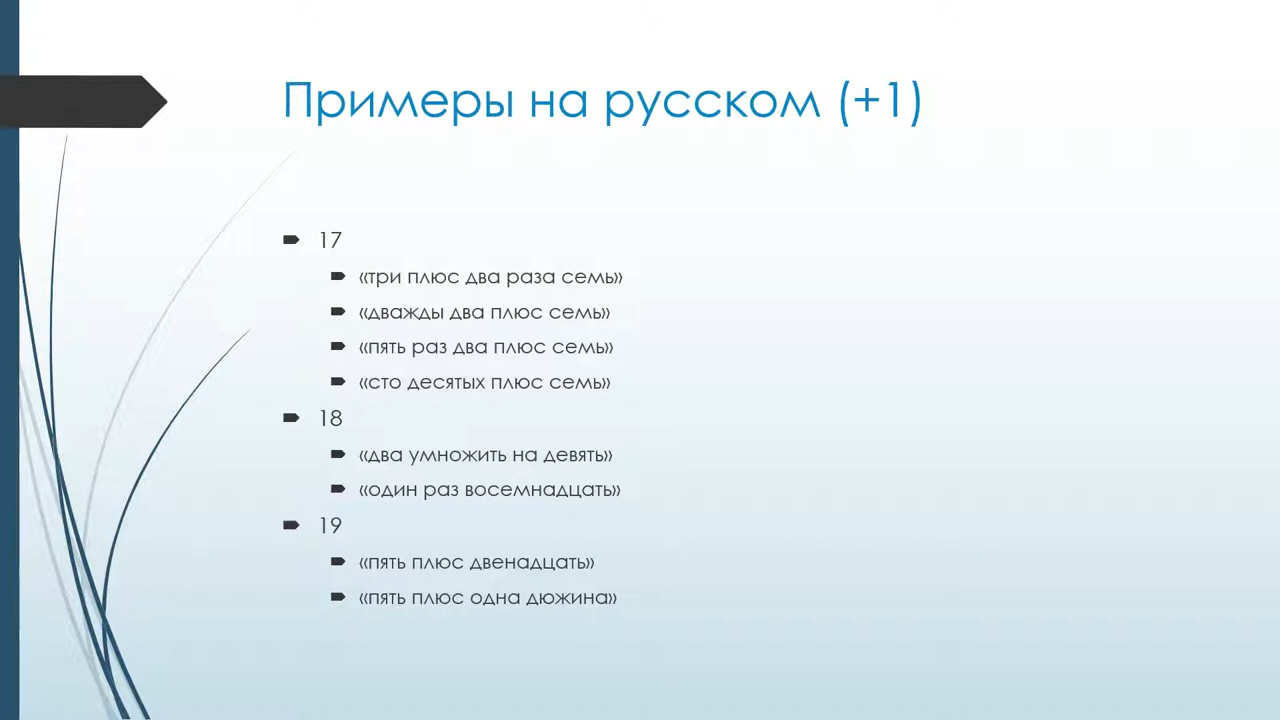 Примеры на русском (+1)
17
«три плюс два раза семь»
«дважды два плюс семь»
«пять раз два плюс семь»
«сто десятых плюс семь»
18
«два умножить на девять»
«один раз восемнадцать»
19
«пять плюс двенадцать»
«пять плюс одна дюжина»